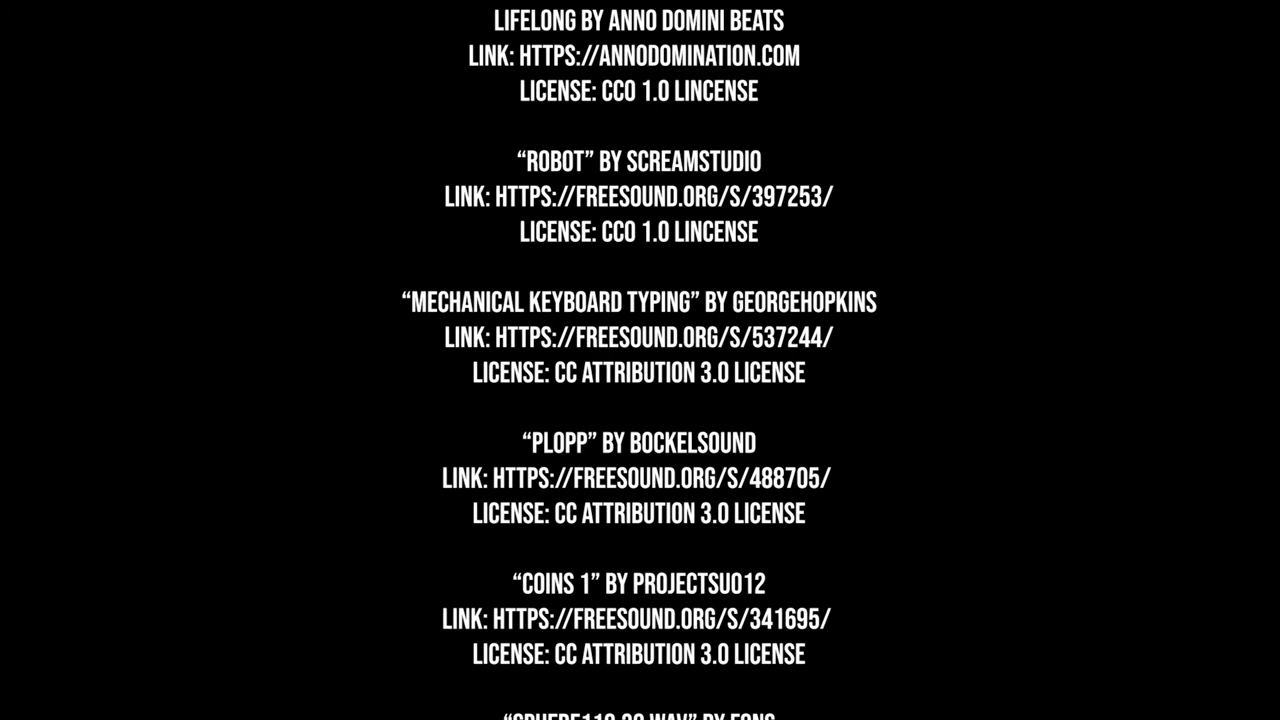 LIFELONG BY ANNO DOMINI BEATS
LINK: HTTPS://ANNODOMINATION.COM
LICENSE: CC0 1.0 LINCENSE
“ROBOT” BY SCREAMSTUDIO
LINK: HTTPS://FREESOUND.ORG/S/397253/
LICENSE: CC0 1.0 LINCENSE
“MECHANICAL KEYBOARD TYPING” BY GEORGEHOPKINS
LINK: HTTPS://FREESOUND.ORG/S/537244/
LICENSE: CC ATTRIBUTION 3.0 LICENSE
“PLOPP” BY BOCKELSOUND
LINK: HTTPS://FREESOUND.ORG/S/488705/
LICENSE: CC ATTRIBUTION 3.0 LICENSE
“COINS 1” BY PROJECTSU012
LINK: HTTPS://FREESOUND.ORG/S/341695/
LICENSE: CC ATTRIBUTION 3.0 LICENSE